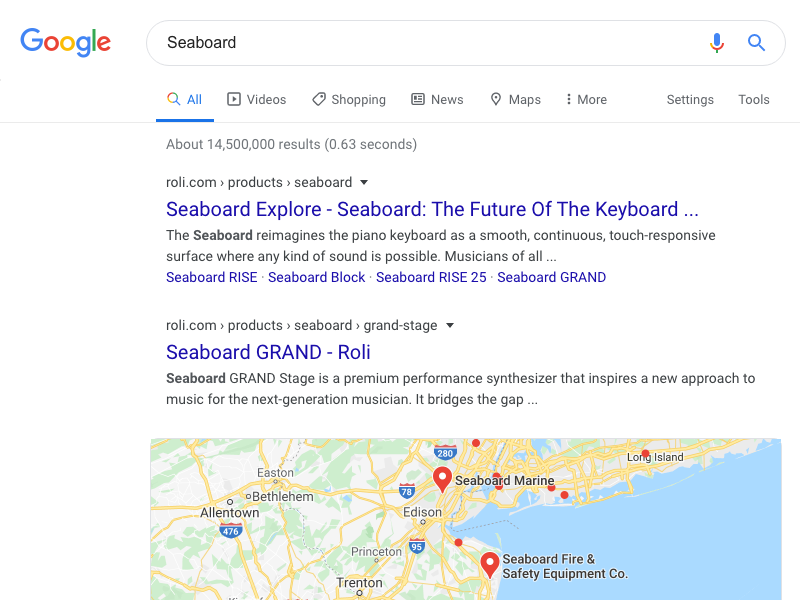 Google
Seaboard
All Videos Shopping News Maps More Settings Tools
About 14,500,000 results (0.63 seconds)
roli.com › products › seaboard
Seaboard Explore - Seaboard: The Future Of The Keyboard ...
The Seaboard reimagines the piano keyboard as a smooth, continuous, touch-responsive
surface where any kind of sound is possible. Musicians of all ...
Seaboard RISE · Seaboard Block · Seaboard RISE 25 · Seaboard GRAND
roli.com › products › seaboard › grand-stage
Seaboard GRAND - Roli
Seaboard GRAND Stage is a premium performance synthesizer that inspires a new approach to
music for the next-generation musician. It bridges the gap ...
280
Long Island
Easton
Seaboard Marine
78
Bethlehem
Allentown
Edison
476
95
Princeton
Seaboard Fire &
Safety Equipment Co.
Trenton